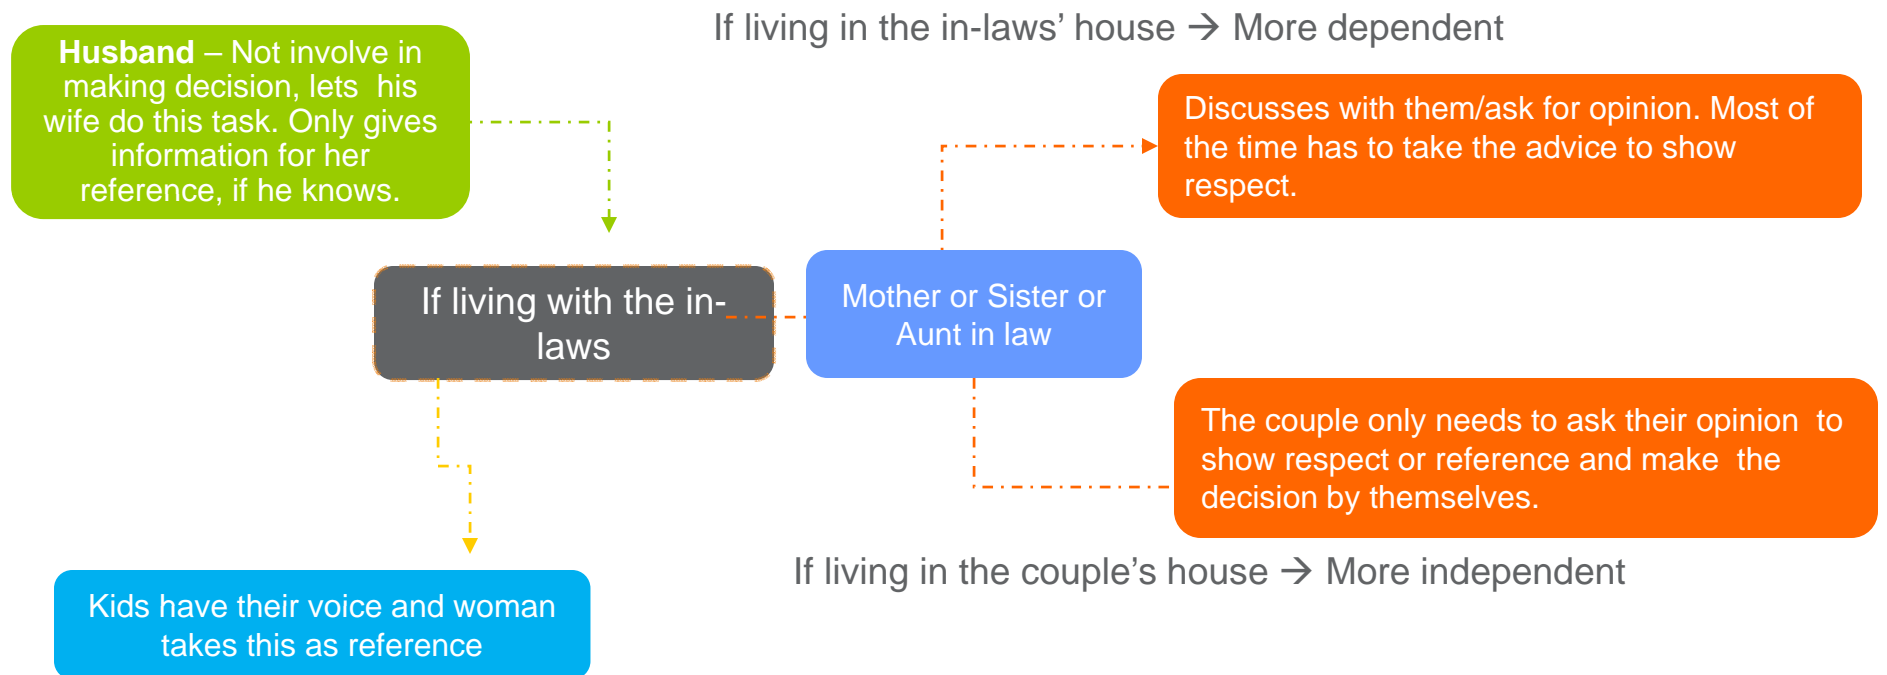 If living in the in-laws’ house → More dependent
Husband – Not involve in
making decision, lets his
wife do this task. Only gives
information for her
reference, if he knows.
Discusses with them/ask for opinion. Most of
the time has to take the advice to show
respect.
If living with the in-
laws
Mother or Sister or
Aunt in law
The couple only needs to ask their opinion to
show respect or reference and make the
decision by themselves.
If living in the couple’s house → More independent
Kids have their voice and woman
takes this as reference